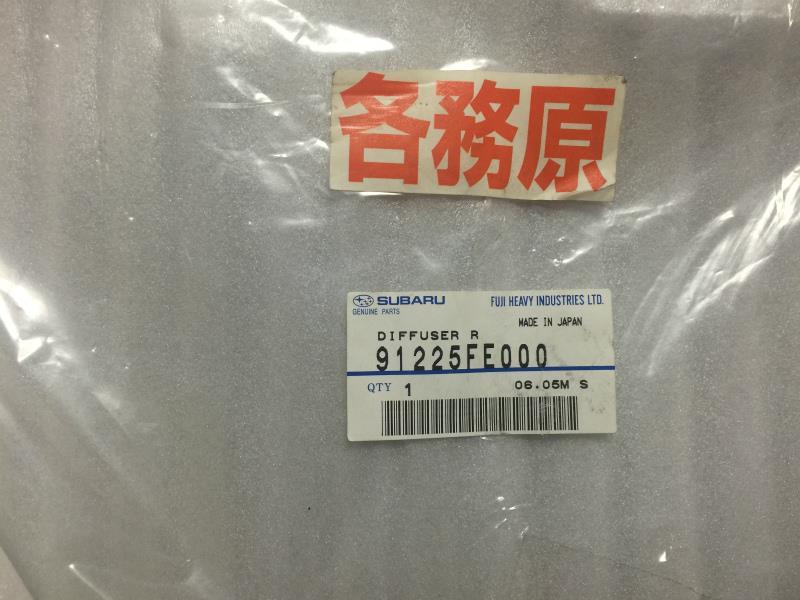 各務原
SUBARU
GENUINE PARTS
FUJI HEAVY INDUSTRIES LTD.
MADE IN JAPAN
DIFFUSER R
91225FE000
QTY 1
06.05M S